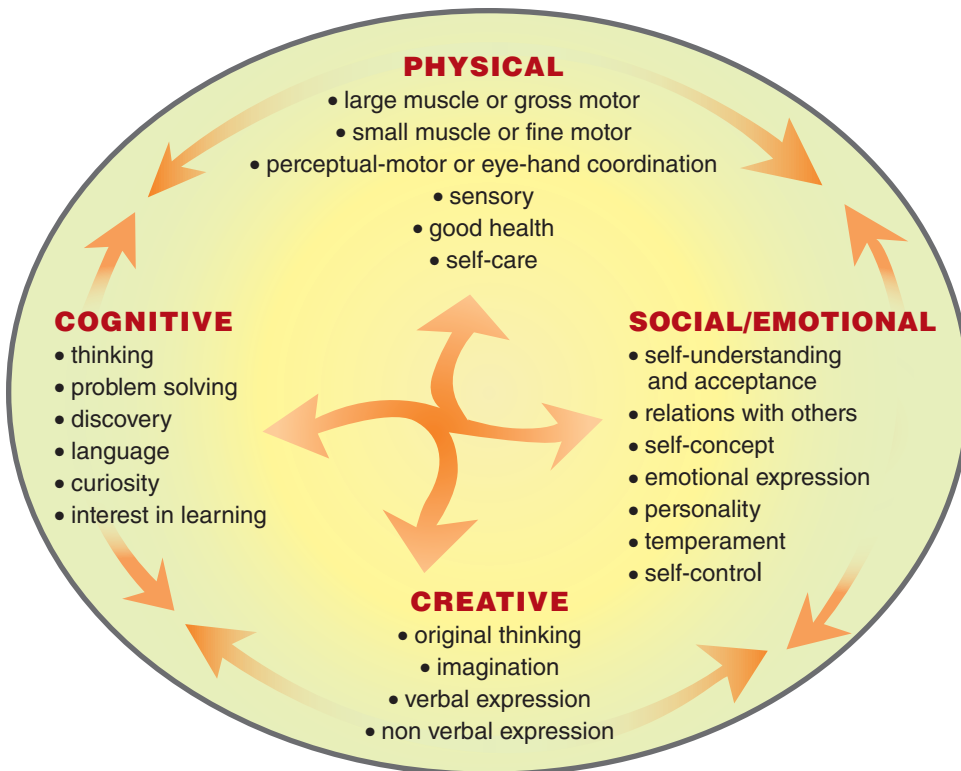 PHYSICAL
• large muscle or gross motor
• small muscle or fine motor
• perceptual-motor or eye-hand coordination
• sensory
• good health
• self-care
COGNITIVE
• thinking
• problem solving
• discovery
• language
• curiosity
• interest in learning
SOCIAL/EMOTIONAL
• self-understanding
and acceptance
• relations with others
• self-concept
• emotional expression
• personality
• temperament
• self-control
CREATIVE
• original thinking
• imagination
• verbal expression
• non verbal expression